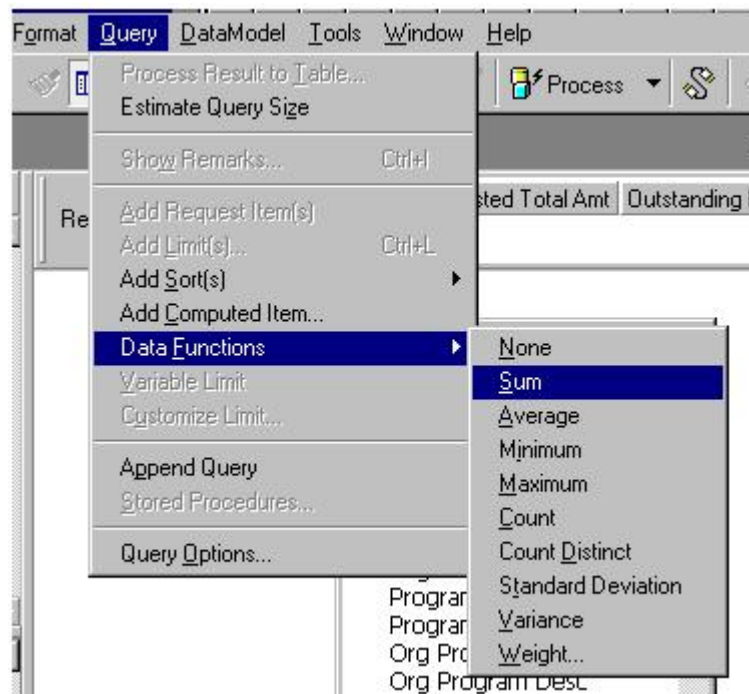 Format Query DataModel Tools Window Help
Process Result to Table...
Process
Estimate Query Size
Show Remarks... Ctrl+I
Total Amt Outstanding
Re
Add Request Item(s)
Add Limit(s)... Ctrl+L
Add Sort(s)
Add Computed Item...
Data Functions
None
Variable Limit
Sum
Customize Limit...
Average
Minimum
Append Query
Maximum
Stored Procedures...
Count
Query Options...
Count Distinct
Standard Deviation
Variance
Weight...
Org Program Desc